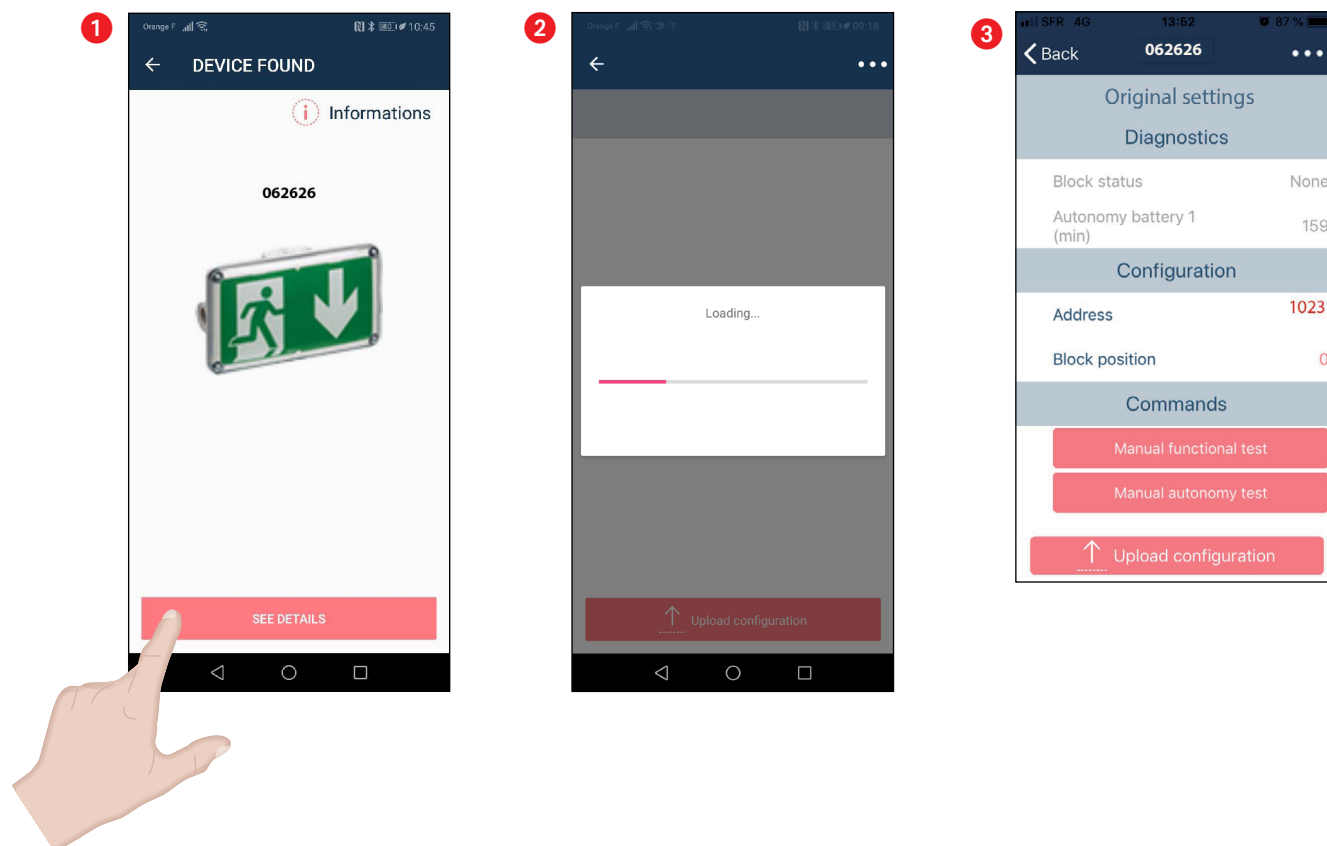 1
Orange F
10:45
DEVICE FOUND
i Informations
062626
SEE DETAILS
2
Orange F
09:18
Loading...
Upload configuration
3
SFR 4G 13:52 87 %
Back 062626
Original settings
Diagnostics
Block status None
Autonomy battery 1
(min) 159
Configuration
Address 1023
Block position 0
Commands
Manual functional test
Manual autonomy test
Upload configuration